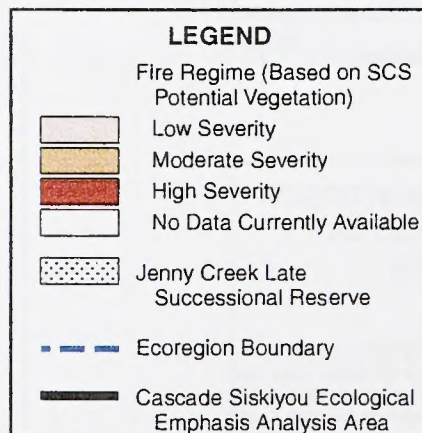 LEGEND
Fire Regime (Based on SCS
Potential Vegetation)
Low Severity
Moderate Severity
High Severity
No Data Currently Available
Jenny Creek Late
Successional Reserve
Ecoregion Boundary
Cascade Siskiyou Ecological
Emphasis Analysis Area